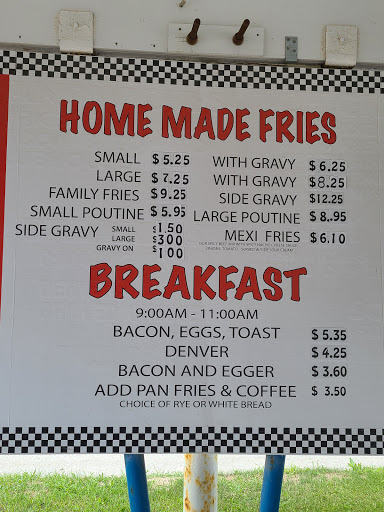 HOME MADE FRIES
SMALL $5.25 WITH GRAVY $6.25
LARGE $7.25 WITH GRAVY $8.25
FAMILY FRIES $9.25 SIDE GRAVY $12.25
SMALL POUTINE $5.95 LARGE POUTINE $8.95
SIDE GRAVY SMALL $1.50 MEXI FRIES $6.10
LARGE $3.00
GRAVY ON $1.00
BREAKFAST
9:00AM - 11:00AM
BACON, EGGS, TOAST $5.35
DENVER $4.25
BACON AND EGGER $3.60
ADD PAN FRIES & COFFEE $3.50
CHOICE OF RYE OR WHITE BREAD